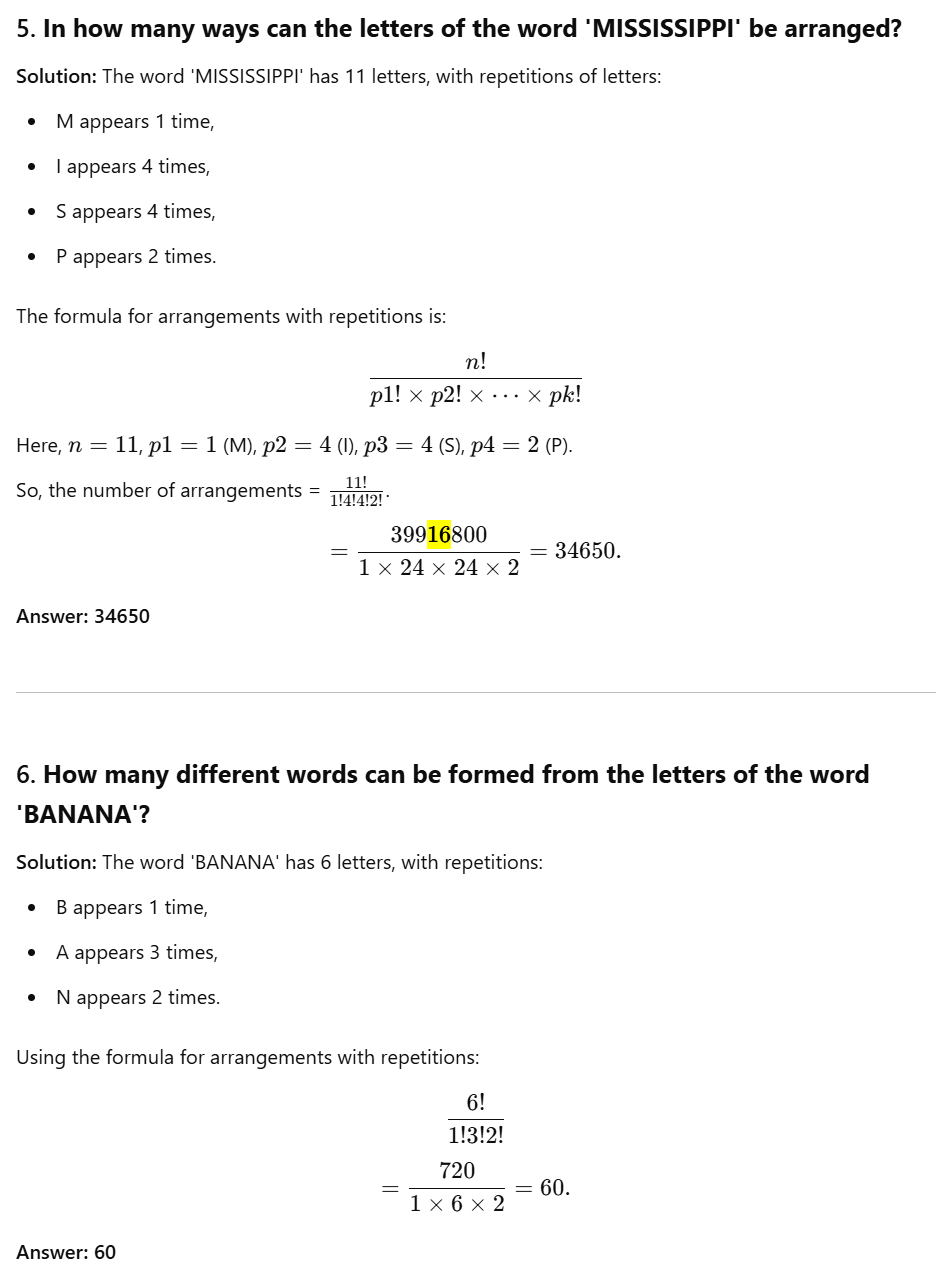 5. In how many ways can the letters of the word 'MISSISSIPPI' be arranged?
Solution: The word 'MISSISSIPPI' has 11 letters, with repetitions of letters:
• M appears 1 time,
• I appears 4 times,
• S appears 4 times,
• P appears 2 times.
The formula for arrangements with repetitions is:
n!
p1! × p2! × ··· × pk!
Here, n = 11, p1 = 1 (M), p2 = 4 (I), p3 = 4 (S), p4 = 2 (P).
So, the number of arrangements = 11!/1!4!4!2!.
= 39916800/1 × 24 × 24 × 2 = 34650.
Answer: 34650
6. How many different words can be formed from the letters of the word
'BANANA'?
Solution: The word 'BANANA' has 6 letters, with repetitions:
• B appears 1 time,
• A appears 3 times,
• N appears 2 times.
Using the formula for arrangements with repetitions:
6!
1!3!2!
= 720/1 × 6 × 2 = 60.
Answer: 60